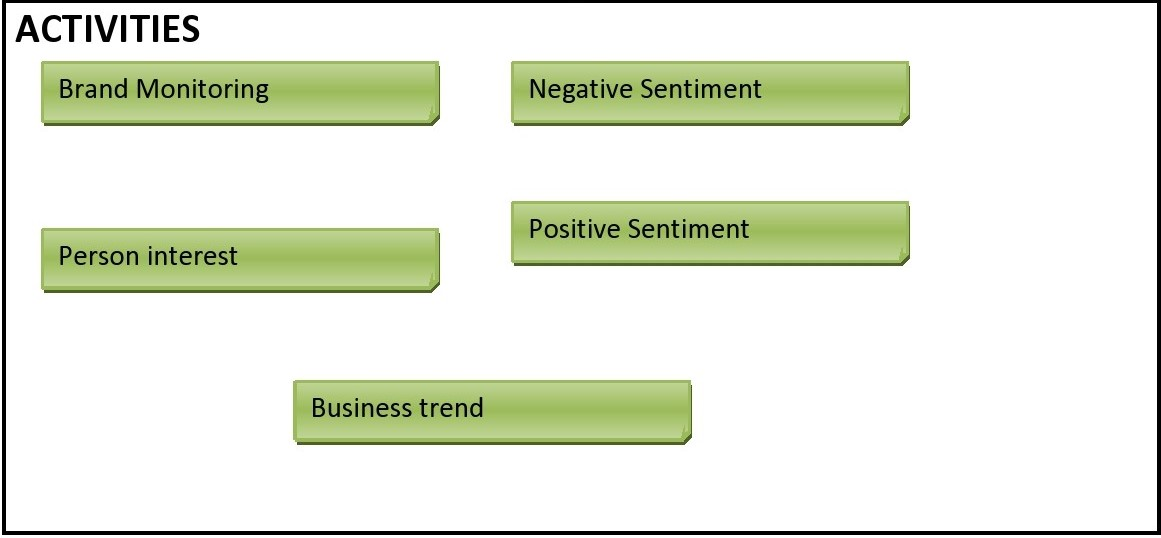 ACTIVITIES
Brand Monitoring
Negative Sentiment
Person interest
Positive Sentiment
Business trend